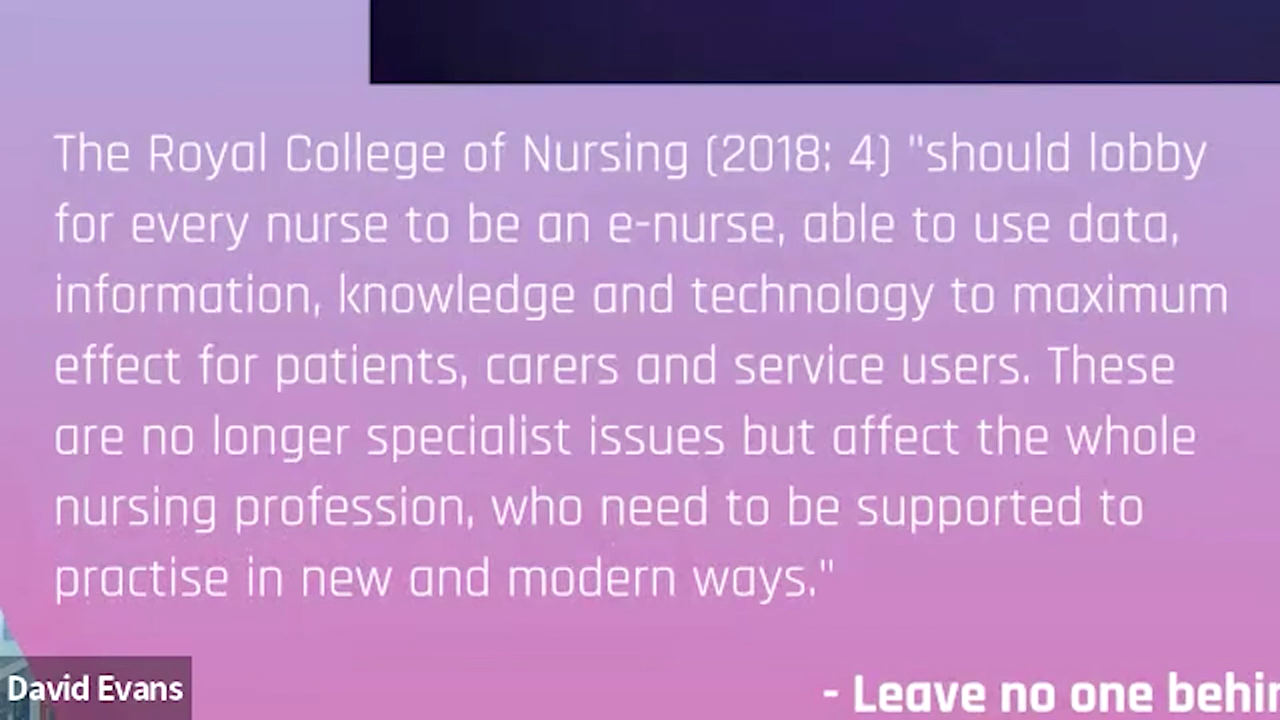 The Royal College of Nursing (2018: 4) "should lobby
for every nurse to be an e-nurse, able to use data,
information, knowledge and technology to maximum
effect for patients, carers and service users. These
are no longer specialist issues but affect the whole
nursing profession, who need to be supported to
practise in new and modern ways."
David Evans
- Leave no one